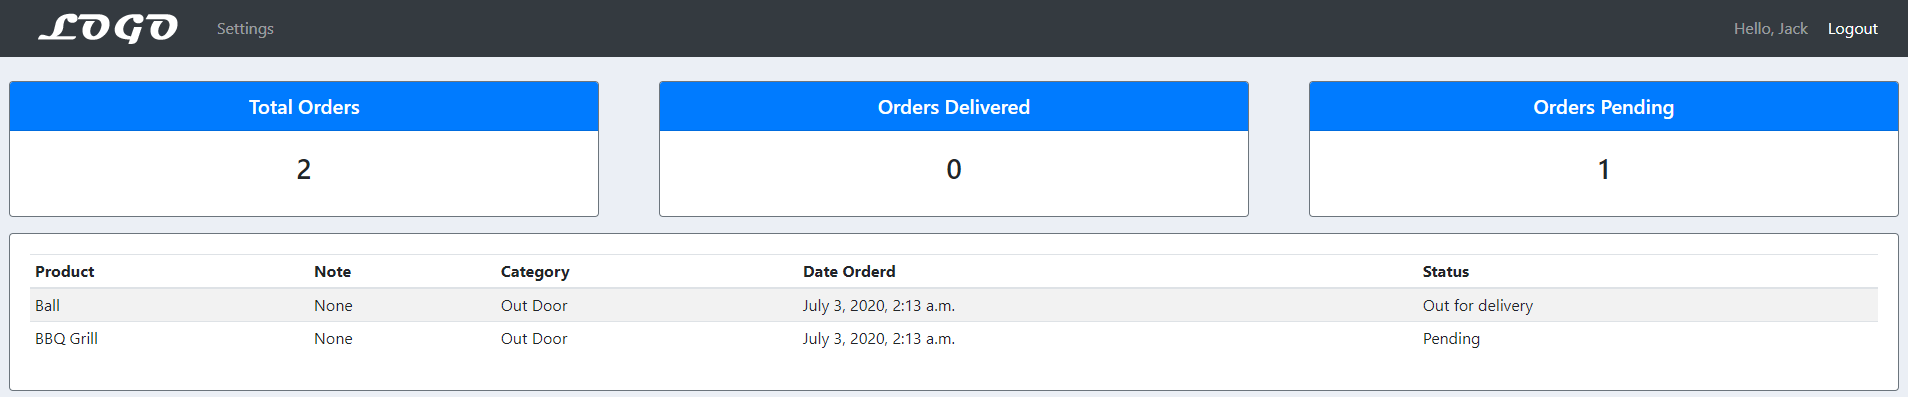 LOGO Settings Hello, Jack Logout
Total Orders Orders Delivered Orders Pending
2 0 1
Product Note Category Date Orderd Status
Ball None Out Door July 3, 2020, 2:13 a.m. Out for delivery
BBQ Grill None Out Door July 3, 2020, 2:13 a.m. Pending